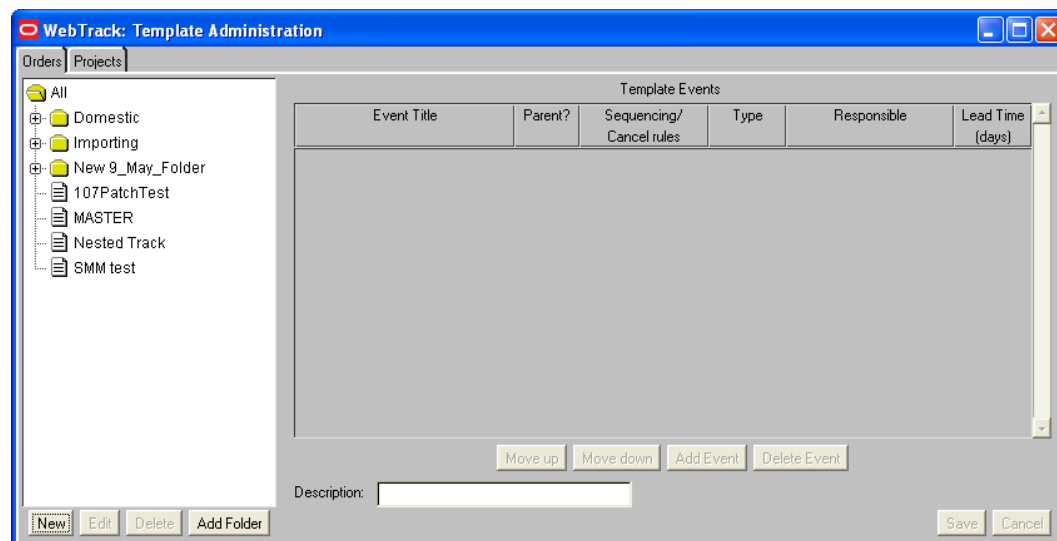 WebTrack: Template Administration
Orders Projects
All
Domestic
Importing
New 9_May_Folder
107PatchTest
MASTER
Nested Track
SMM test
Template Events
Event Title Parent? Sequencing/ Type Responsible Lead Time
Cancel rules (days)
Move up Move down Add Event Delete Event
Description:
New Edit Delete Add Folder Save Cancel